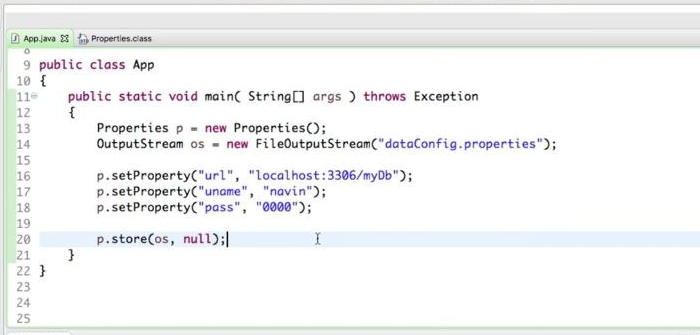 App.java Properties.class
9 public class App
10 {
11 public static void main( String[] args ) throws Exception
12 {
13 Properties p = new Properties();
14 OutputStream os = new FileOutputStream("dataConfig.properties");
15
16 p.setProperty("url", "localhost:3306/myDb");
17 p.setProperty("uname", "navin");
18 p.setProperty("pass", "0000");
19
20 p.store(os, null);
21 }
22 }
23
24
25